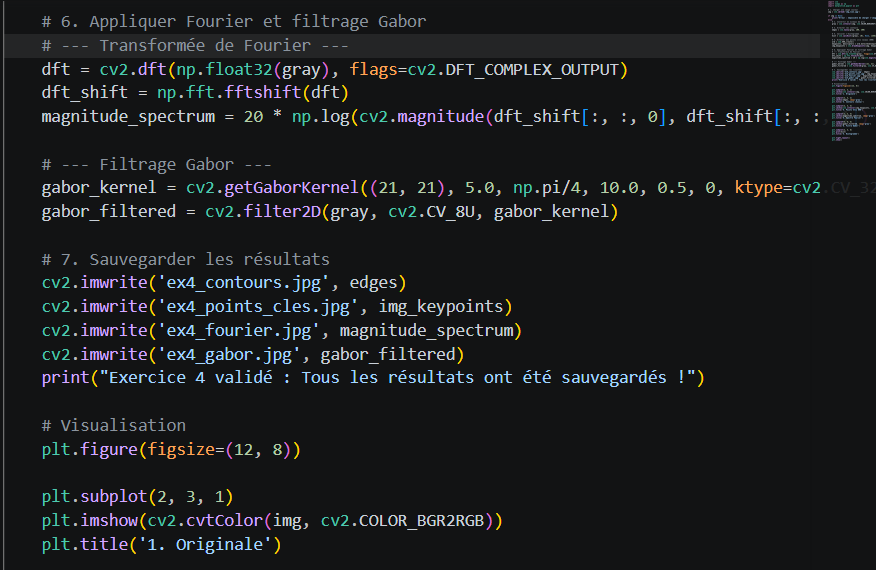 # 6. Appliquer Fourier et filtrage Gabor
# --- Transformée de Fourier ---
dft = cv2.dft(np.float32(gray), flags=cv2.DFT_COMPLEX_OUTPUT)
dft_shift = np.fft.fftshift(dft)
magnitude_spectrum = 20 * np.log(cv2.magnitude(dft_shift[:, :, 0], dft_shift[:, :
# --- Filtrage Gabor ---
gabor_kernel = cv2.getGaborKernel((21, 21), 5.0, np.pi/4, 10.0, 0.5, 0, ktype=cv2.CV_32
gabor_filtered = cv2.filter2D(gray, cv2.CV_8U, gabor_kernel)
# 7. Sauvegarder les résultats
cv2.imwrite('ex4_contours.jpg', edges)
cv2.imwrite('ex4_points_cles.jpg', img_keypoints)
cv2.imwrite('ex4_fourier.jpg', magnitude_spectrum)
cv2.imwrite('ex4_gabor.jpg', gabor_filtered)
print("Exercice 4 validé : Tous les résultats ont été sauvegardés !")
# Visualisation
plt.figure(figsize=(12, 8))
plt.subplot(2, 3, 1)
plt.imshow(cv2.cvtColor(img, cv2.COLOR_BGR2RGB))
plt.title('1. Originale')